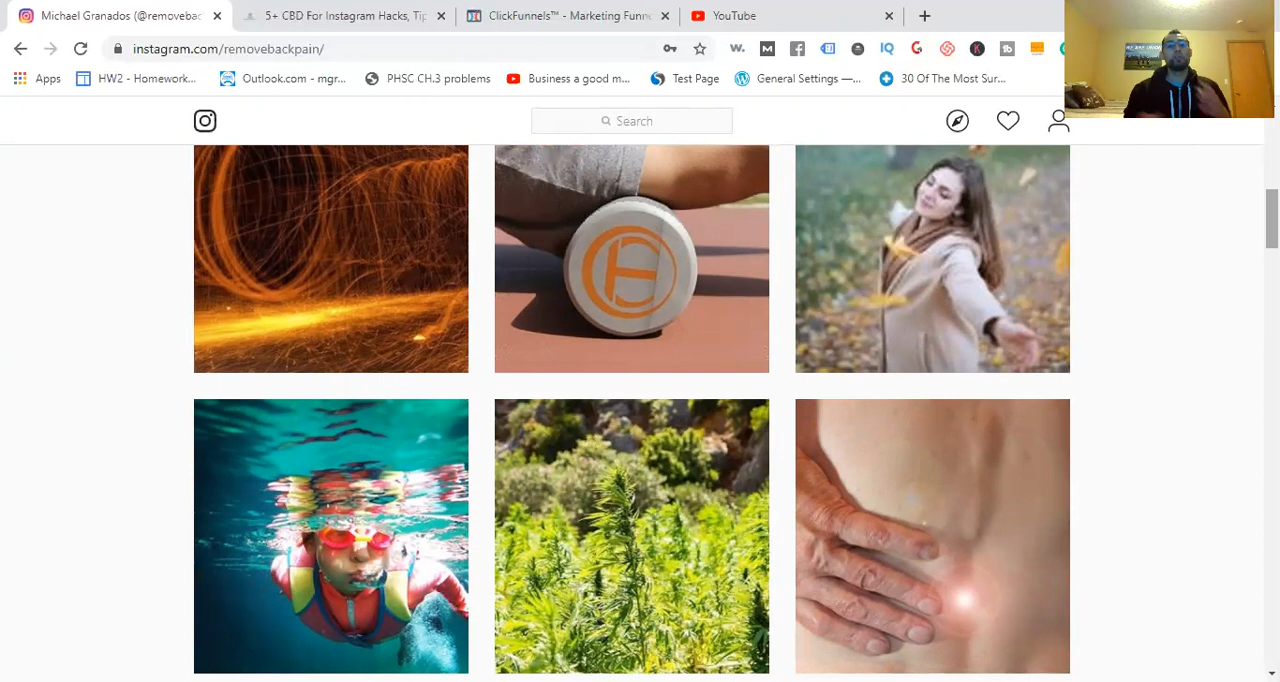 Michael Granados (@removebac
5+ CBD For Instagram Hacks, Tip
ClickFunnels™ - Marketing Funne
YouTube
instagram.com/removebackpain/
Apps
HW2 - Homework...
Outlook.com - mgr...
PHSC CH.3 problems
Business a good m...
Test Page
General Settings —...
30 Of The Most Sur...
Search